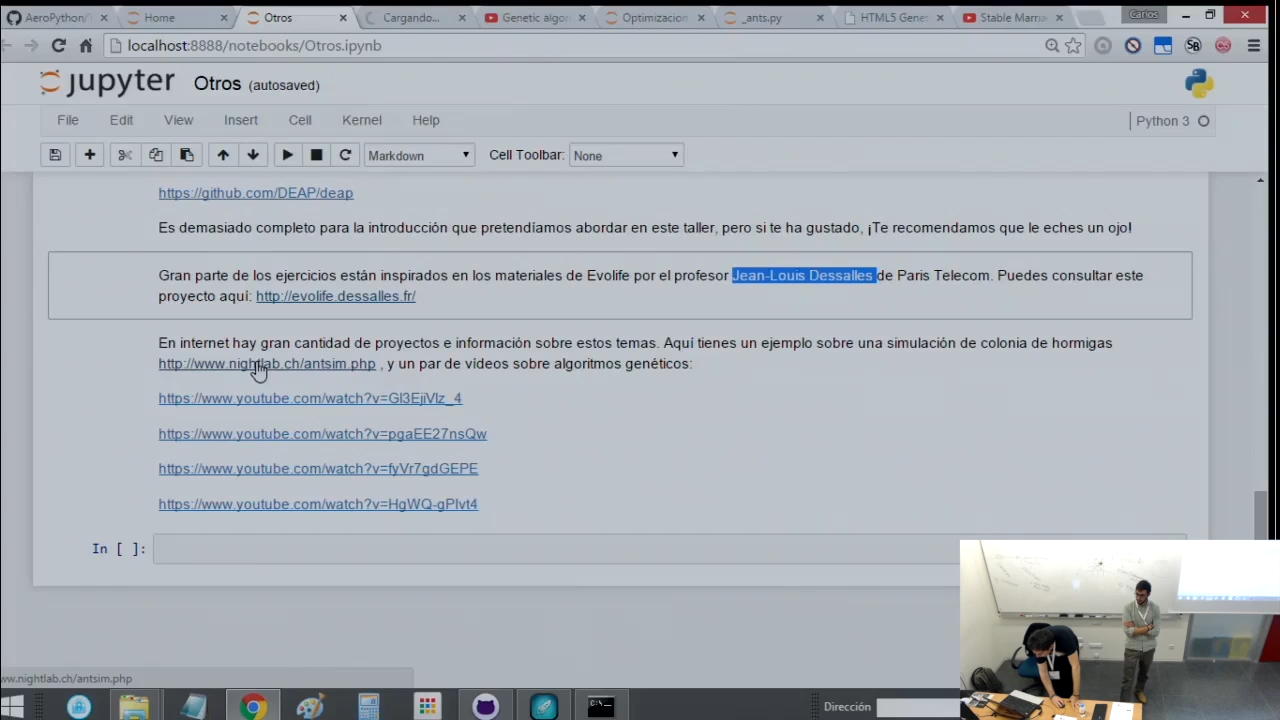 AeroPython/
Home
Otros
Cargando...
Genetic algor
Optimizacion
_ants.py
HTML5 Gene
Stable Marria
Carlos
localhost:8888/notebooks/Otros.ipynb
jupyter Otros (autosaved)
File Edit View Insert Cell Kernel Help
Python 3
Markdown
Cell Toolbar: None
https://github.com/DEAP/deap
Es demasiado completo para la introducción que pretendíamos abordar en este taller, pero si te ha gustado, ¡Te recomendamos que le eches un ojo!
Gran parte de los ejercicios están inspirados en los materiales de Evolife por el profesor Jean-Louis Dessalles de Paris Telecom. Puedes consultar este
proyecto aquí: http://evolife.dessalles.fr/
En internet hay gran cantidad de proyectos e información sobre estos temas. Aquí tienes un ejemplo sobre una simulación de colonia de hormigas
http://www.nightlab.ch/antsim.php , y un par de vídeos sobre algoritmos genéticos:
https://www.youtube.com/watch?v=GI3EjiVlz_4
https://www.youtube.com/watch?v=pgaEE27nsQw
https://www.youtube.com/watch?v=fyVr7gdGEPE
https://www.youtube.com/watch?v=HgWQ-gPIvt4
In [ ]:
ww.nightlab.ch/antsim.php
Dirección